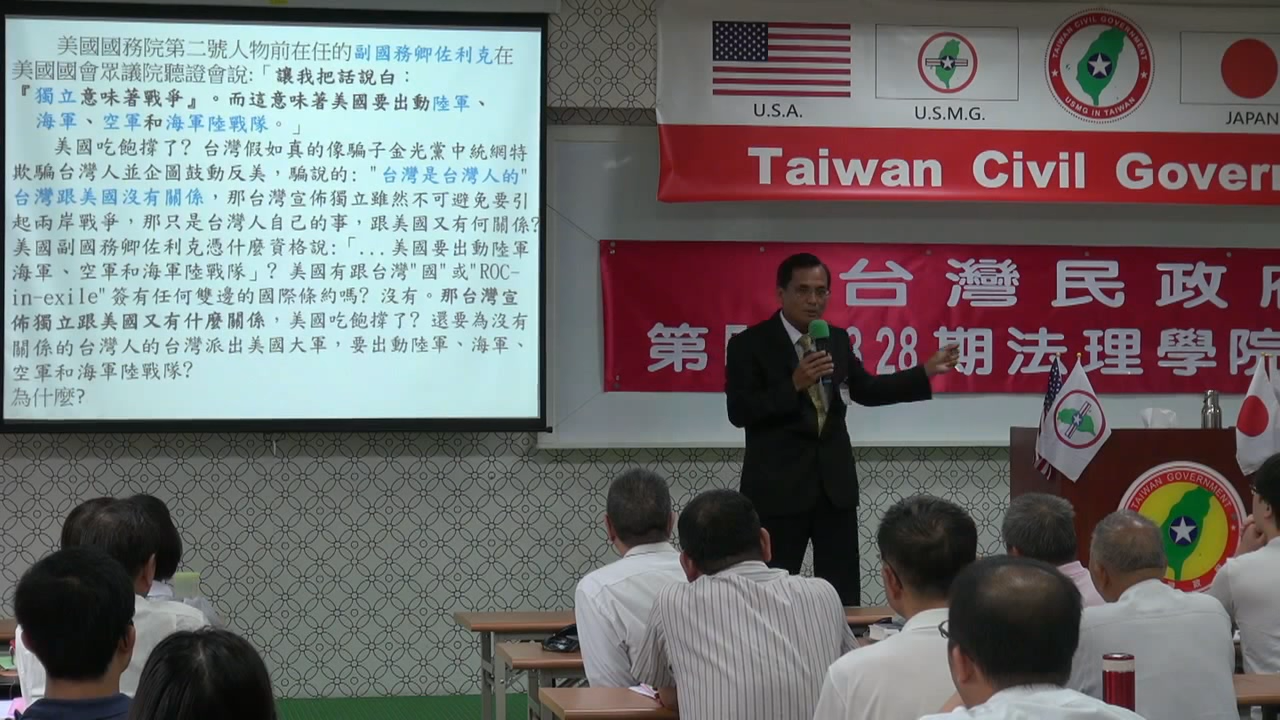 美國國務院第二號人物前在任的副國務卿佐利克在
美國國會眾議院聽證會說:「讓我把話說白:
『獨立意味著戰爭』。而這意味著美國要出動陸軍、
海軍、空軍和海軍陸戰隊。」
美國吃飽撐了? 台灣假如真的像騙子金光黨中統網特
欺騙台灣人並企圖鼓動反美,騙說的: "台灣是台灣人的"
台灣跟美國沒有關係,那台灣宣佈獨立雖然不可避免要引
起兩岸戰爭,那只是台灣人自己的事,跟美國又有何關係?
美國副國務卿佐利克憑什麼資格說:「...美國要出動陸軍
海軍、空軍和海軍陸戰隊」? 美國有跟台灣"國"或"ROC-
in-exile"簽有任何雙邊的國際條約嗎? 沒有。那台灣宣
佈獨立跟美國又有什麼關係,美國吃飽撐了? 還要為沒有
關係的台灣人的台灣派出美國大軍,要出動陸軍、海軍、
空軍和海軍陸戰隊?
為什麼?
U.S.A.
U.S.M.G.
TAIWAN CIVIL GOVERNMENT
USMG IN TAIWAN
JAPAN
Taiwan Civil Govern
台灣民政府
第
28期法理學院
TAIWAN GOVERNMENT